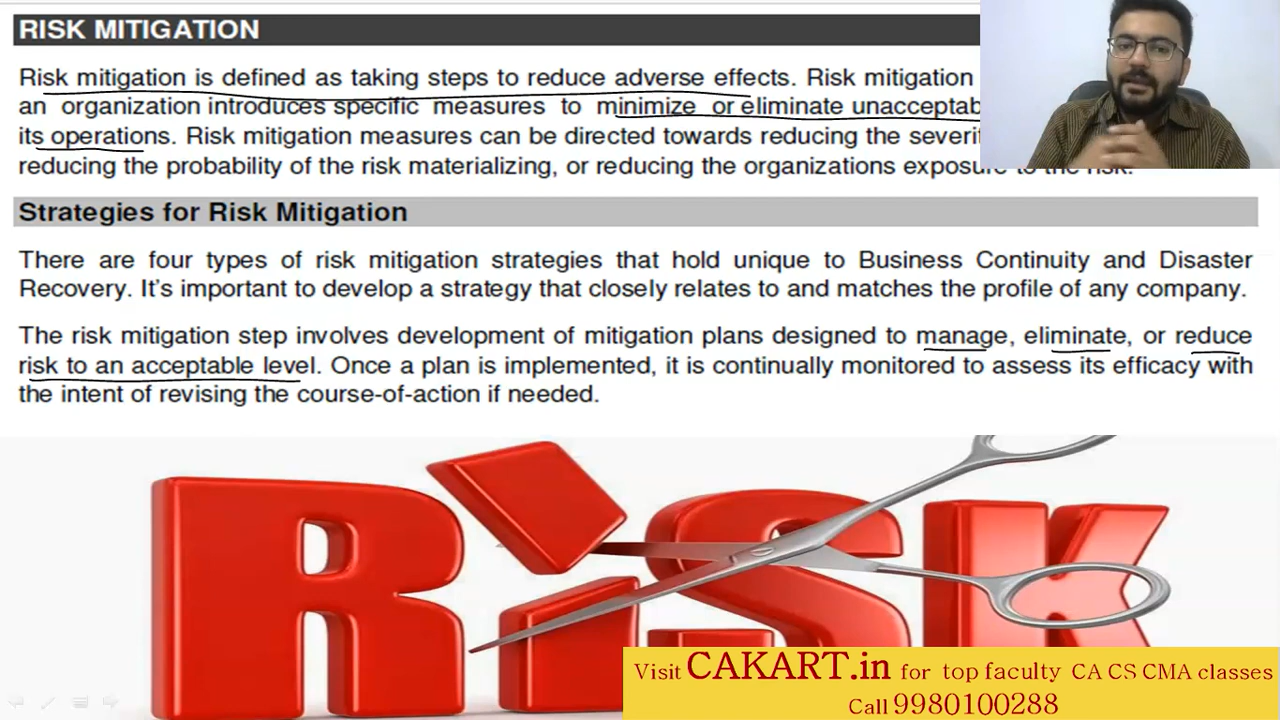 RISK MITIGATION
Risk mitigation is defined as taking steps to reduce adverse effects. Risk mitigation
an organization introduces specific measures to minimize or eliminate
its operations. Risk mitigation measures can be directed towards reducing the
reducing the probability of the risk materializing, or reducing the organizations exposure to the risk.
Strategies for Risk Mitigation
There are four types of risk mitigation strategies that hold unique to Business Continuity and Disaster
Recovery. It's important to develop a strategy that closely relates to and matches the profile of any company.
The risk mitigation step involves development of mitigation plans designed to manage, eliminate, or reduce
risk to an acceptable level. Once a plan is implemented, it is continually monitored to assess its efficacy with
the intent of revising the course-of-action if needed.
RiSK
Visit CAKART.in for top faculty CA CS CMA classes
Call 9980100288